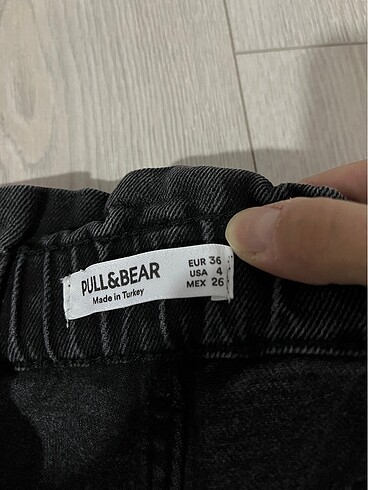 PULL&BEAR
Made in Turkey
EUR 36
USA 4
MEX 26